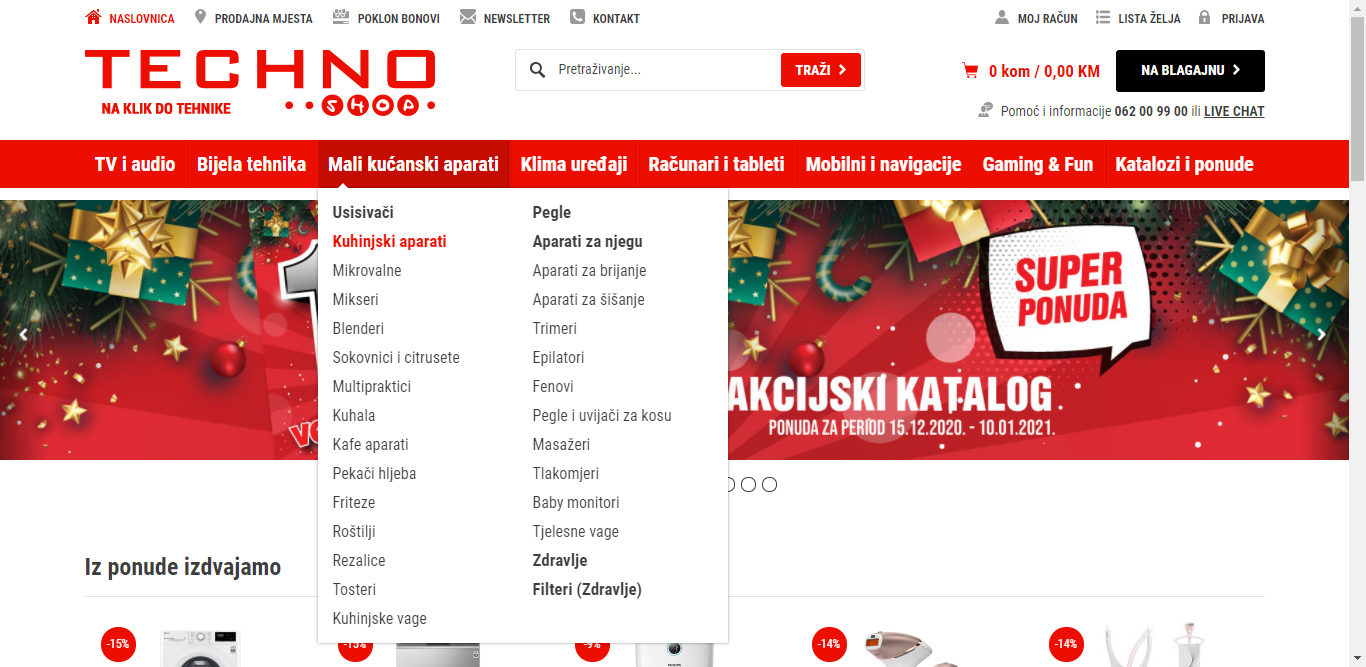 NASLOVNICA PRODAJNA MJESTA POKLON BONOVI NEWSLETTER KONTAKT MOJ RAČUN LISTA ŽELJA PRIJAVA
TECHNO
NA KLIK DO TEHNIKE SHOP
Pretraživanje... TRAŽI
0 kom / 0,00 KM NA BLAGAJNU
Pomoć i informacije 062 00 99 00 ili LIVE CHAT
TV i audio Bijela tehnika Mali kućanski aparati Klima uređaji Računari i tableti Mobilni i navigacije Gaming & Fun Katalozi i ponude
Usisivači
Kuhinjski aparati
Mikrovalne
Mikseri
Blenderi
Sokovnici i citrusete
Multipraktici
Kuhala
Kafe aparati
Pekači hljeba
Friteze
Roštilji
Rezalice
Tosteri
Kuhinjske vage
Pegle
Aparati za njegu
Aparati za brijanje
Aparati za šišanje
Trimeri
Epilatori
Fenovi
Pegle i uvijači za kosu
Masažeri
Tlakomjeri
Baby monitori
Tjelesne vage
Zdravlje
Filteri (Zdravlje)
SUPER
PONUDA
AKCIJSKI KATALOG
PONUDA ZA PERIOD 15.12.2020. - 10.01.2021.
Iz ponude izdvajamo
-15% -15% -9% -14% -14%